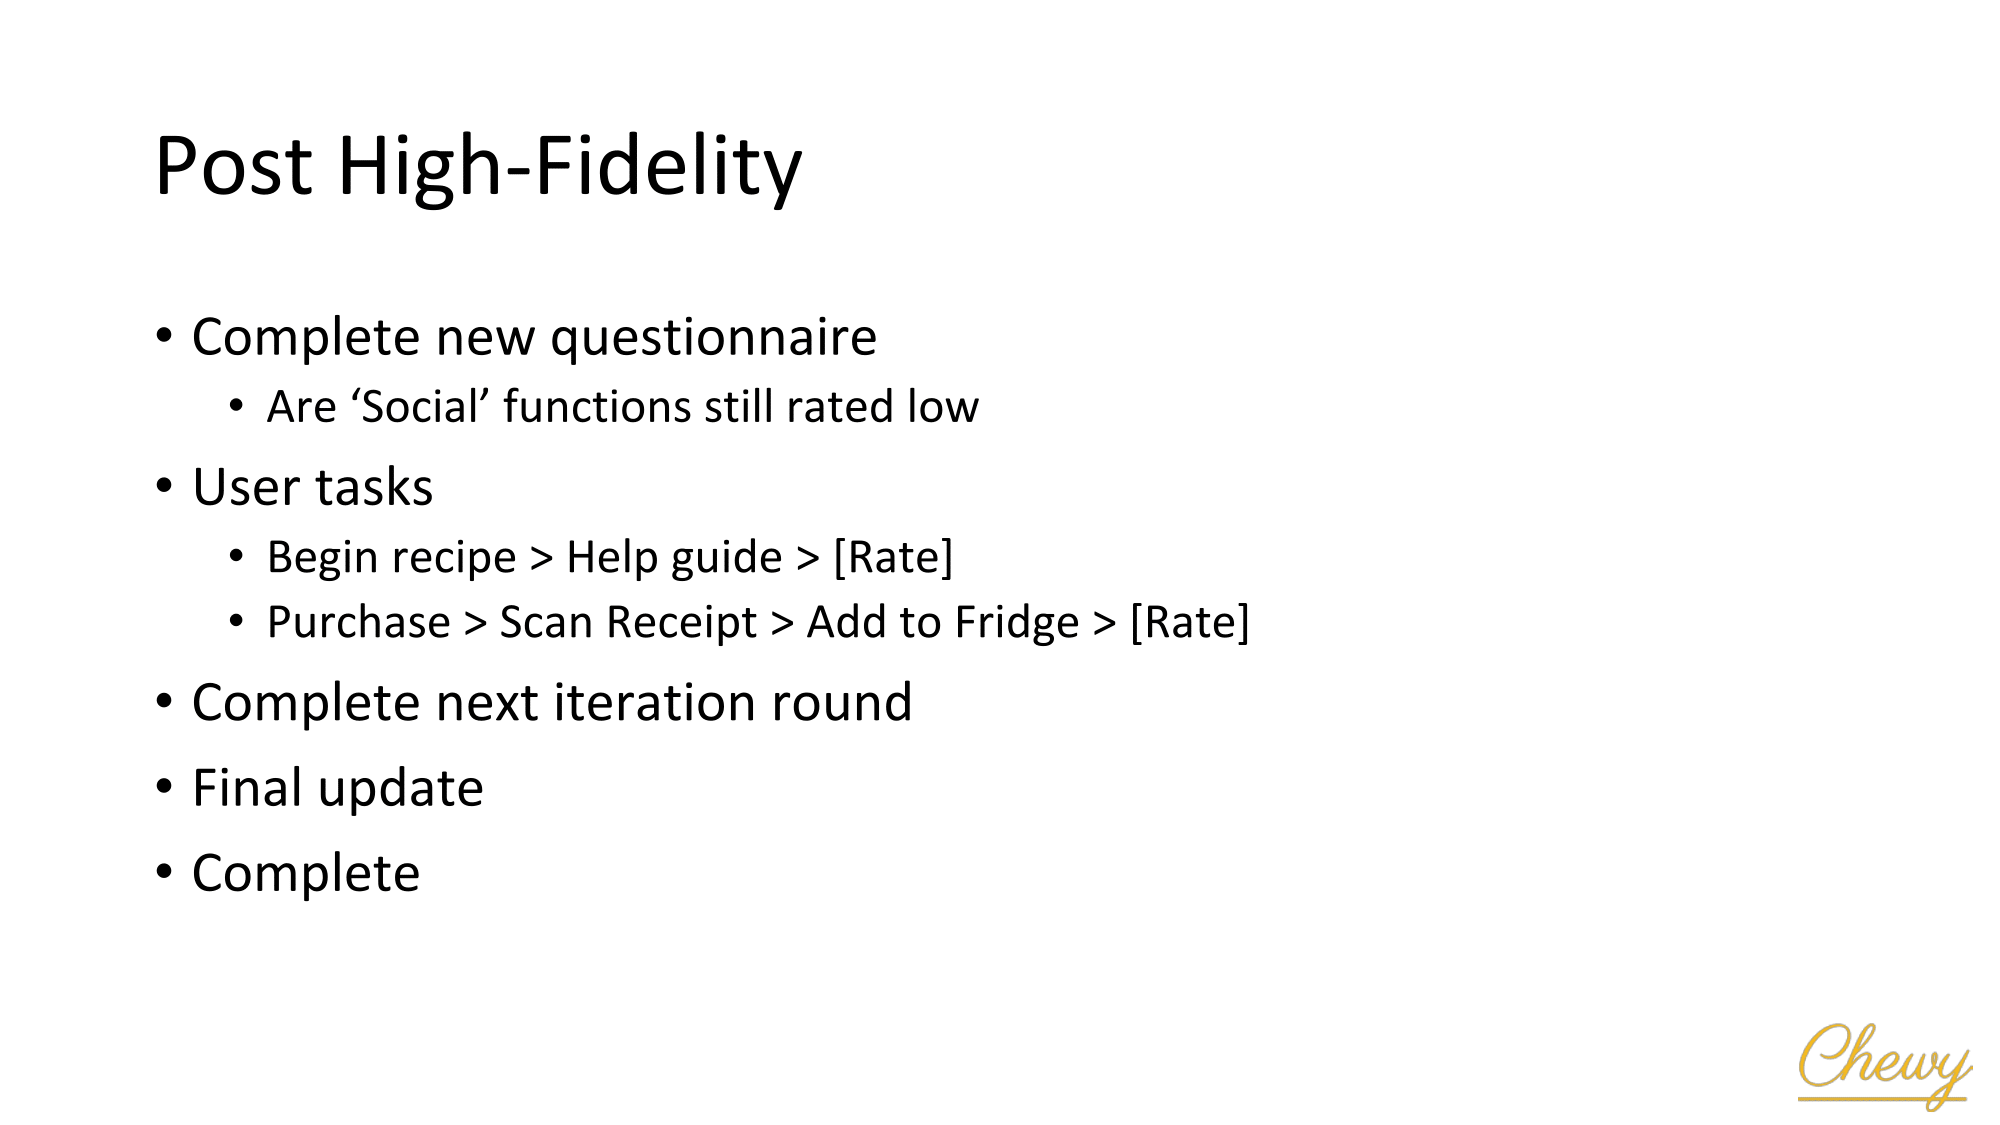 Post High-Fidelity
• Complete new questionnaire
• Are ‘Social’ functions still rated low
• User tasks
• Begin recipe > Help guide > [Rate]
• Purchase > Scan Receipt > Add to Fridge > [Rate]
• Complete next iteration round
• Final update
• Complete
Chewy